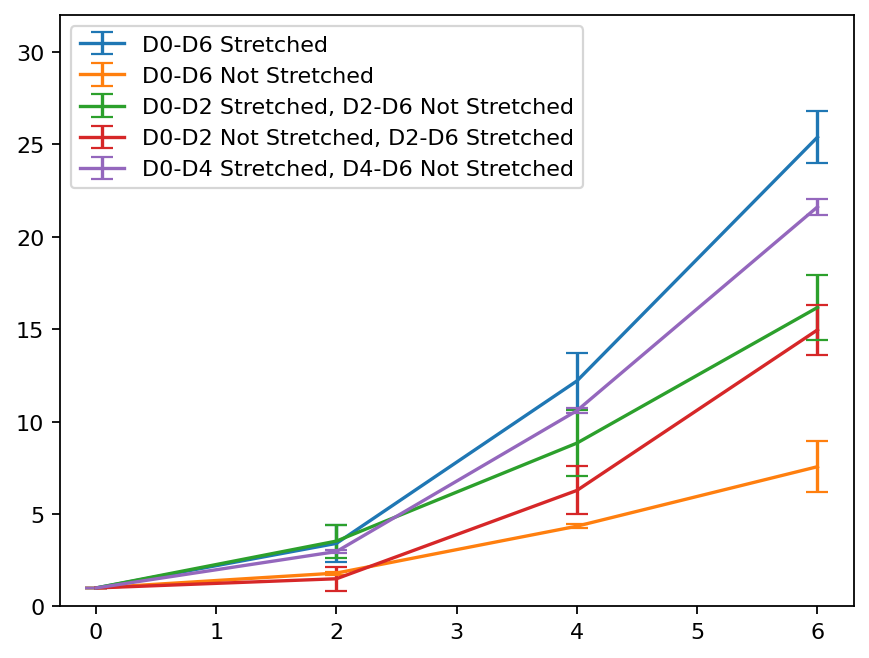 D0-D6 Stretched
D0-D6 Not Stretched
D0-D2 Stretched, D2-D6 Not Stretched
D0-D2 Not Stretched, D2-D6 Stretched
D0-D4 Stretched, D4-D6 Not Stretched
30
25
20
15
10
5
0
0 1 2 3 4 5 6